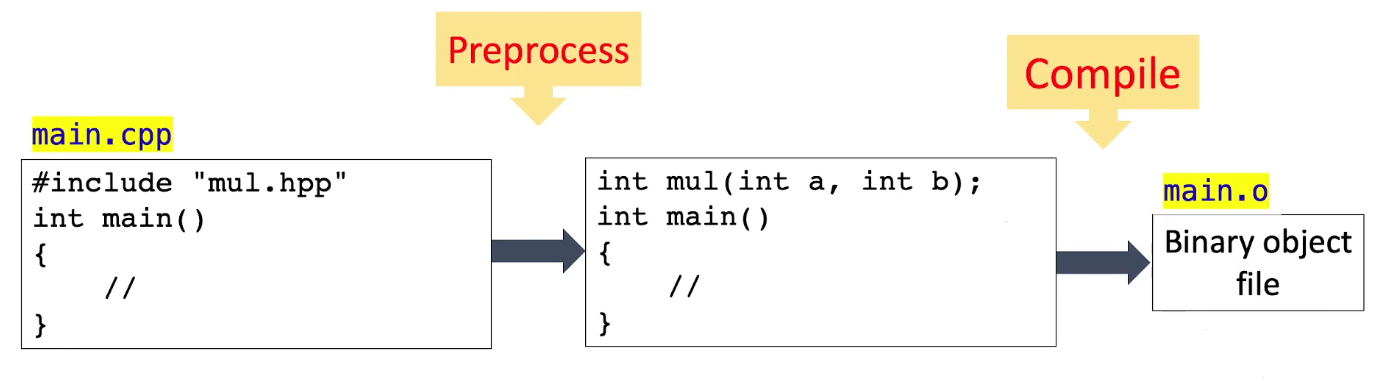 Preprocess
Compile
main.cpp
#include "mul.hpp"
int main()
{
    //
}
int mul(int a, int b);
int main()
{
    //
}
main.o
Binary object
file